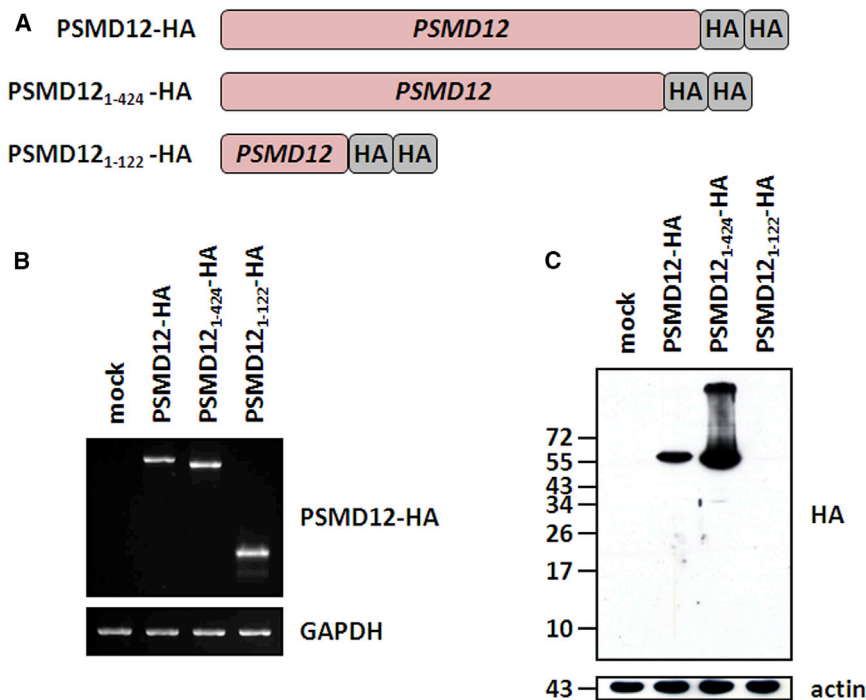 A
PSMD12-HA
PSMD12
HA
HA
PSMD12₁₋₄₂₄-HA
PSMD12
HA
HA
PSMD12₁₋₁₂₂-HA
PSMD12
HA
HA
B
mock
PSMD12-HA
PSMD12₁₋₄₂₄-HA
PSMD12₁₋₁₂₂-HA
PSMD12-HA
GAPDH
C
mock
PSMD12-HA
PSMD12₁₋₄₂₄-HA
PSMD12₁₋₁₂₂-HA
72
55
43
34
26
17
10
HA
43
actin